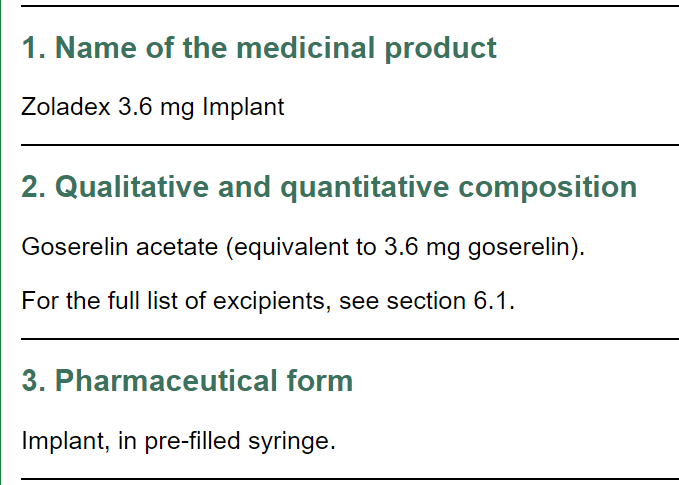 1. Name of the medicinal product
Zoladex 3.6 mg Implant
2. Qualitative and quantitative composition
Goserelin acetate (equivalent to 3.6 mg goserelin).
For the full list of excipients, see section 6.1.
3. Pharmaceutical form
Implant, in pre-filled syringe.